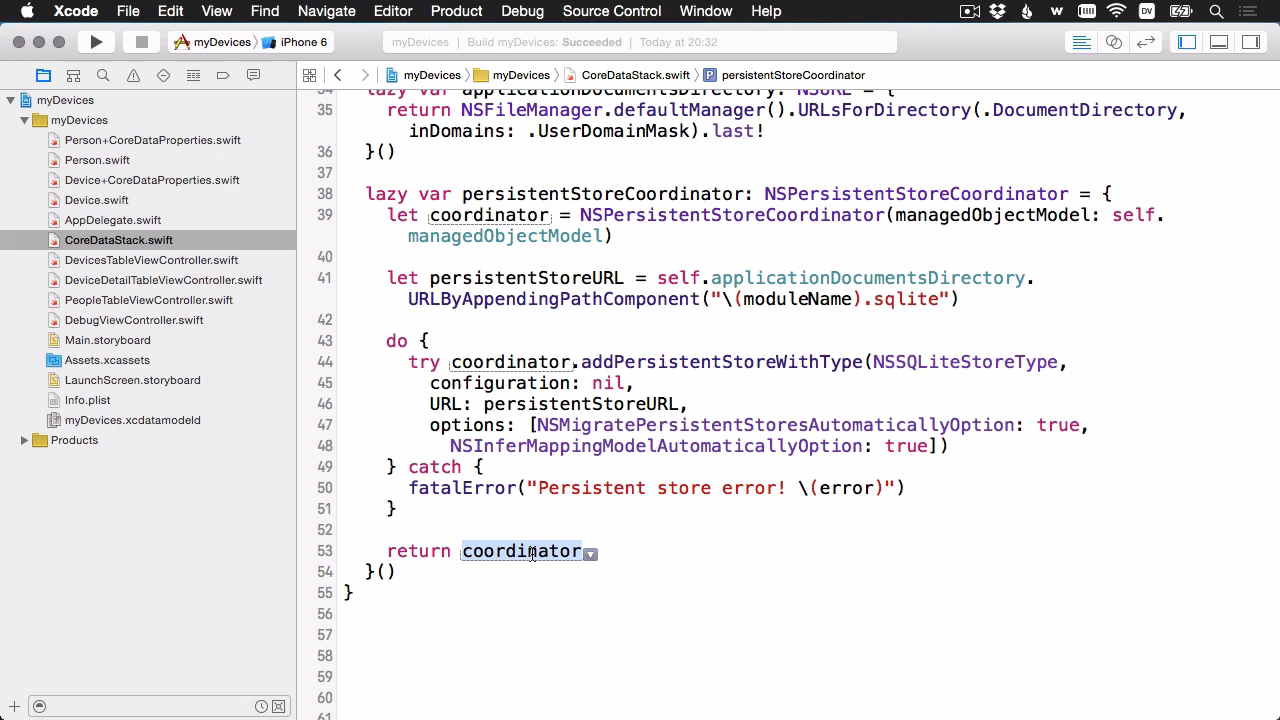 Xcode File Edit View Find Navigate Editor Product Debug Source Control Window Help
myDevices iPhone 6
myDevices | Build myDevices: Succeeded | Today at 20:32
myDevices myDevices CoreDataStack.swift P persistentStoreCoordinator
myDevices
myDevices
Person+CoreDataProperties.swift
Person.swift
Device+CoreDataProperties.swift
Device.swift
AppDelegate.swift
CoreDataStack.swift
DevicesTableViewController.swift
DeviceDetailTableViewController.swift
PeopleTableViewController.swift
DebugViewController.swift
Main.storyboard
Assets.xcassets
LaunchScreen.storyboard
Info.plist
myDevices.xcdatamodeld
Products
34 lazy var applicationDocumentsDirectory: NSURL = {
35 return NSFileManager.defaultManager().URLsForDirectory(.DocumentDirectory,
inDomains: .UserDomainMask).last!
36 }()
37
38 lazy var persistentStoreCoordinator: NSPersistentStoreCoordinator = {
39 let coordinator = NSPersistentStoreCoordinator(managedObjectModel: self.
managedObjectModel)
40
41 let persistentStoreURL = self.applicationDocumentsDirectory.
URLByAppendingPathComponent("\(moduleName).sqlite")
42
43 do {
44 try coordinator.addPersistentStoreWithType(NSSQLiteStoreType,
45 configuration: nil,
46 URL: persistentStoreURL,
47 options: [NSMigratePersistentStoresAutomaticallyOption: true,
48 NSInferMappingModelAutomaticallyOption: true])
49 } catch {
50 fatalError("Persistent store error! \(error)")
51 }
52
53 return coordinator
54 }()
55 }
56
57
58
59
60
61